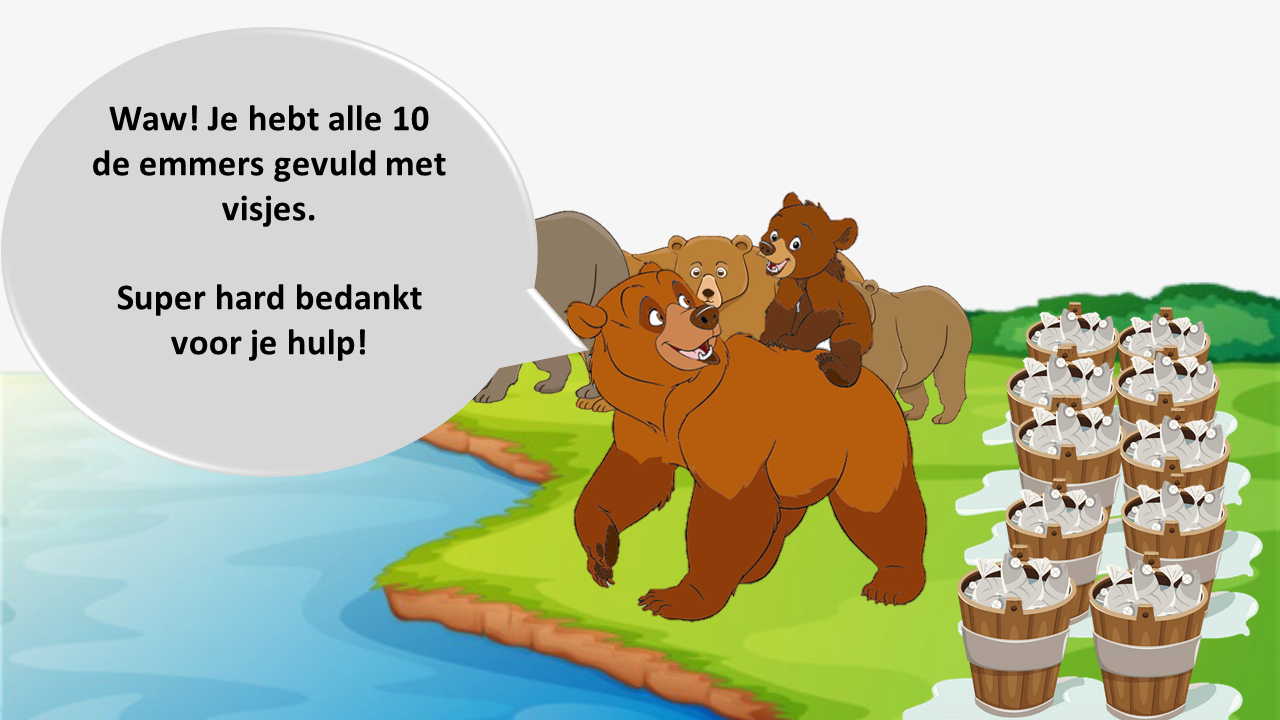 Waw! Je hebt alle 10
de emmers gevuld met
visjes.
Super hard bedankt
voor je hulp!